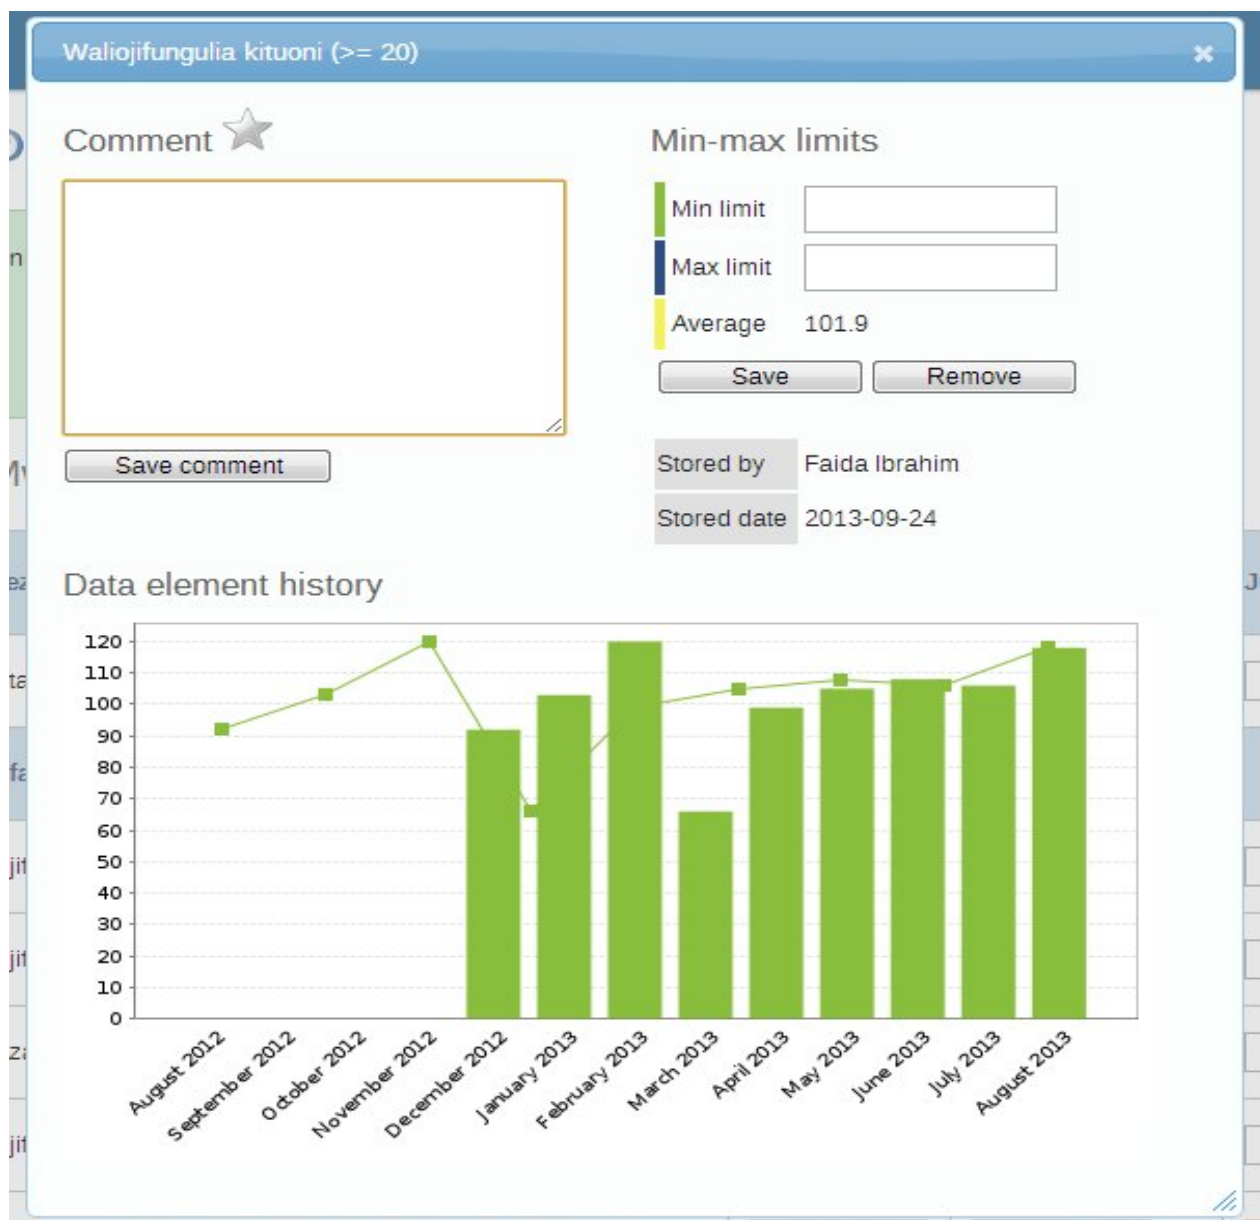 Waliojifungulia kituoni (>= 20)
Comment
Save comment
Min-max limits
Min limit
Max limit
Average 101.9
Save Remove
Stored by Faida Ibrahim
Stored date 2013-09-24
Data element history
120
110
100
90
80
70
60
50
40
30
20
10
0
August 2012
September 2012
October 2012
November 2012
December 2012
January 2013
February 2013
March 2013
April 2013
May 2013
June 2013
July 2013
August 2013